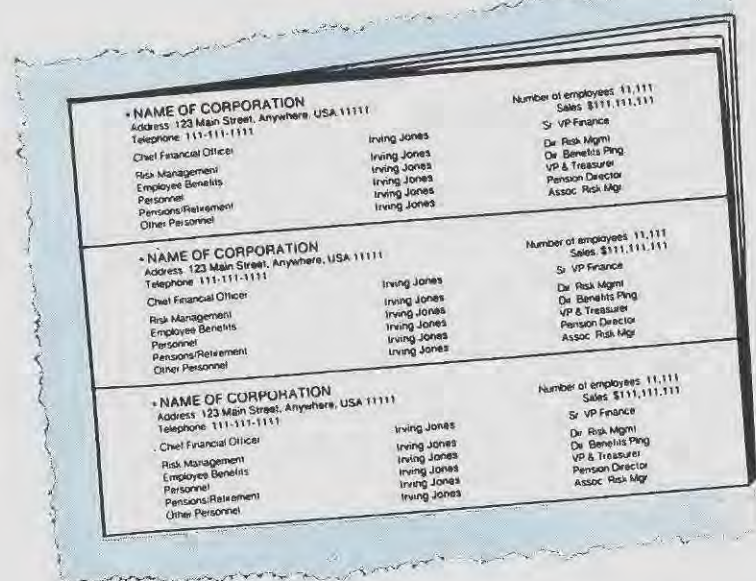 • NAME OF CORPORATION Number of employees 11,111
Address 123 Main Street, Anywhere, USA 11111 Sales $111,111,111
Telephone 111-111-1111
Chief Financial Officer Irving Jones Sr VP Finance
Risk Management Irving Jones Dir Risk Mgmt
Employee Benefits Irving Jones Dir Benefits Plng
Personnel Irving Jones VP & Treasurer
Pensions/Retirement Irving Jones Pension Director
Other Personnel Irving Jones Assoc Risk Mgr
• NAME OF CORPORATION Number of employees 11,111
Address 123 Main Street, Anywhere, USA 11111 Sales $111,111,111
Telephone 111-111-1111
Chief Financial Officer Irving Jones Sr VP Finance
Risk Management Irving Jones Dir Risk Mgmt
Employee Benefits Irving Jones Dir Benefits Plng
Personnel Irving Jones VP & Treasurer
Pensions/Retirement Irving Jones Pension Director
Other Personnel Irving Jones Assoc Risk Mgr
• NAME OF CORPORATION Number of employees 11,111
Address 123 Main Street, Anywhere, USA 11111 Sales $111,111,111
Telephone 111-111-1111
Chief Financial Officer Irving Jones Sr VP Finance
Risk Management Irving Jones Dir Risk Mgmt
Employee Benefits Irving Jones Dir Benefits Plng
Personnel Irving Jones VP & Treasurer
Pensions/Retirement Irving Jones Pension Director
Other Personnel Irving Jones Assoc Risk Mgr